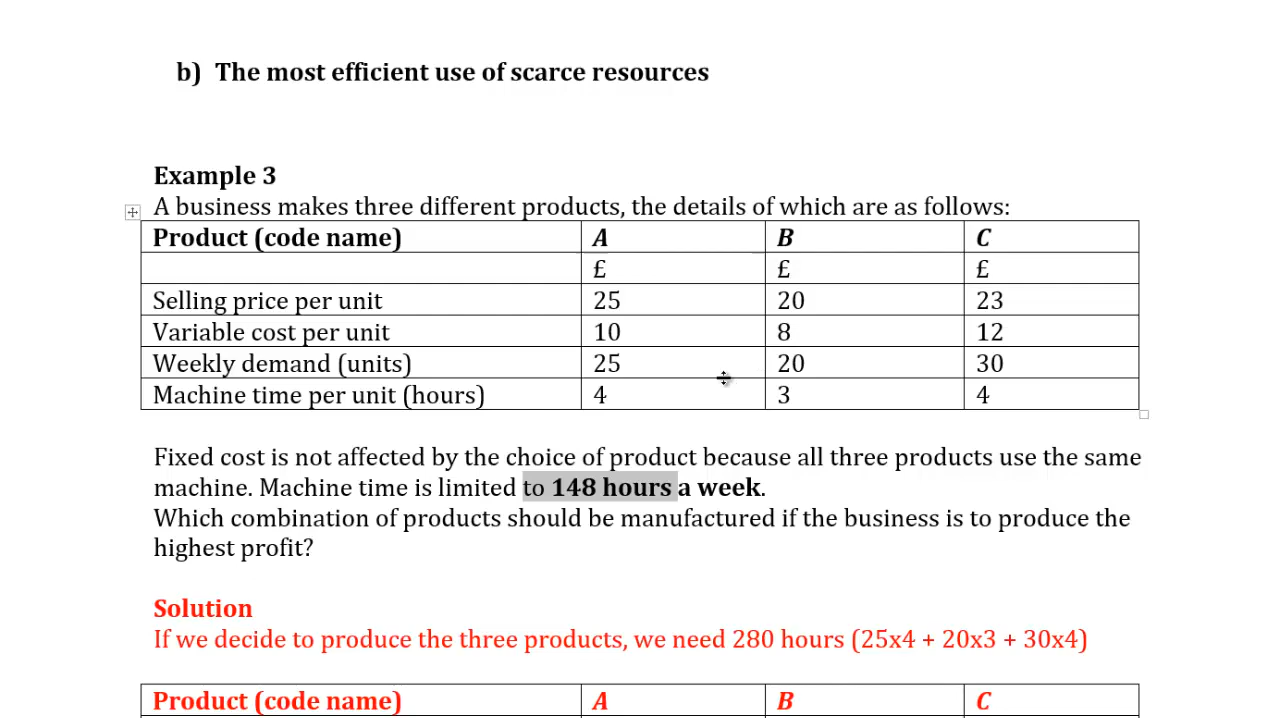 b) The most efficient use of scarce resources
Example 3
A business makes three different products, the details of which are as follows:
Product (code name) A B C
£ £ £
Selling price per unit 25 20 23
Variable cost per unit 10 8 12
Weekly demand (units) 25 20 30
Machine time per unit (hours) 4 3 4
Fixed cost is not affected by the choice of product because all three products use the same
machine. Machine time is limited to 148 hours a week.
Which combination of products should be manufactured if the business is to produce the
highest profit?
Solution
If we decide to produce the three products, we need 280 hours (25x4 + 20x3 + 30x4)
Product (code name) A B C